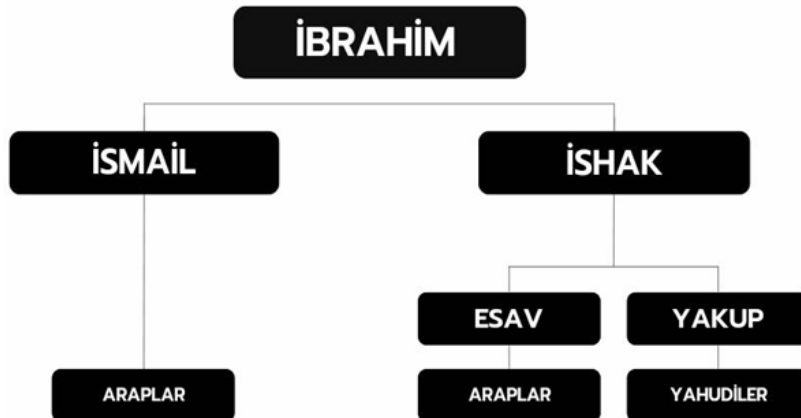 İBRAHİM
İSMAİL
İSHAK
ESAV
YAKUP
ARAPLAR
ARAPLAR
YAHUDİLER